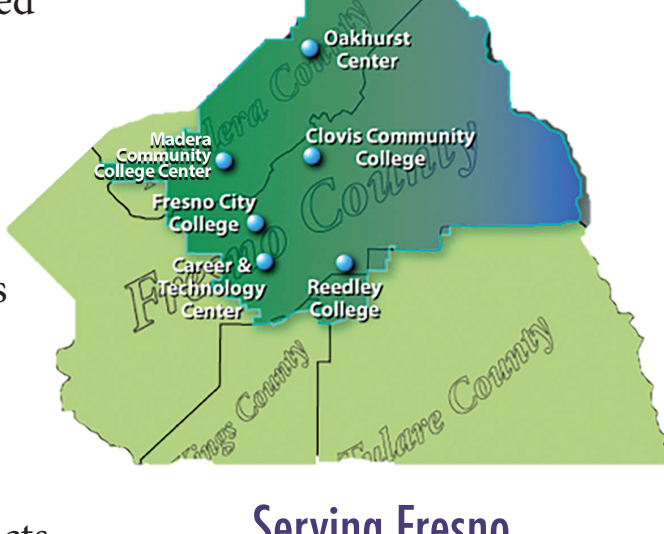 ed
Oakhurst
Center
Madera County
Madera
Community
College Center
Clovis Community
College
Fresno City
College
Fresno County
Career &
Technology
Center
Reedley
College
s
Kings County
Tulare County
ets
Serving Fresno